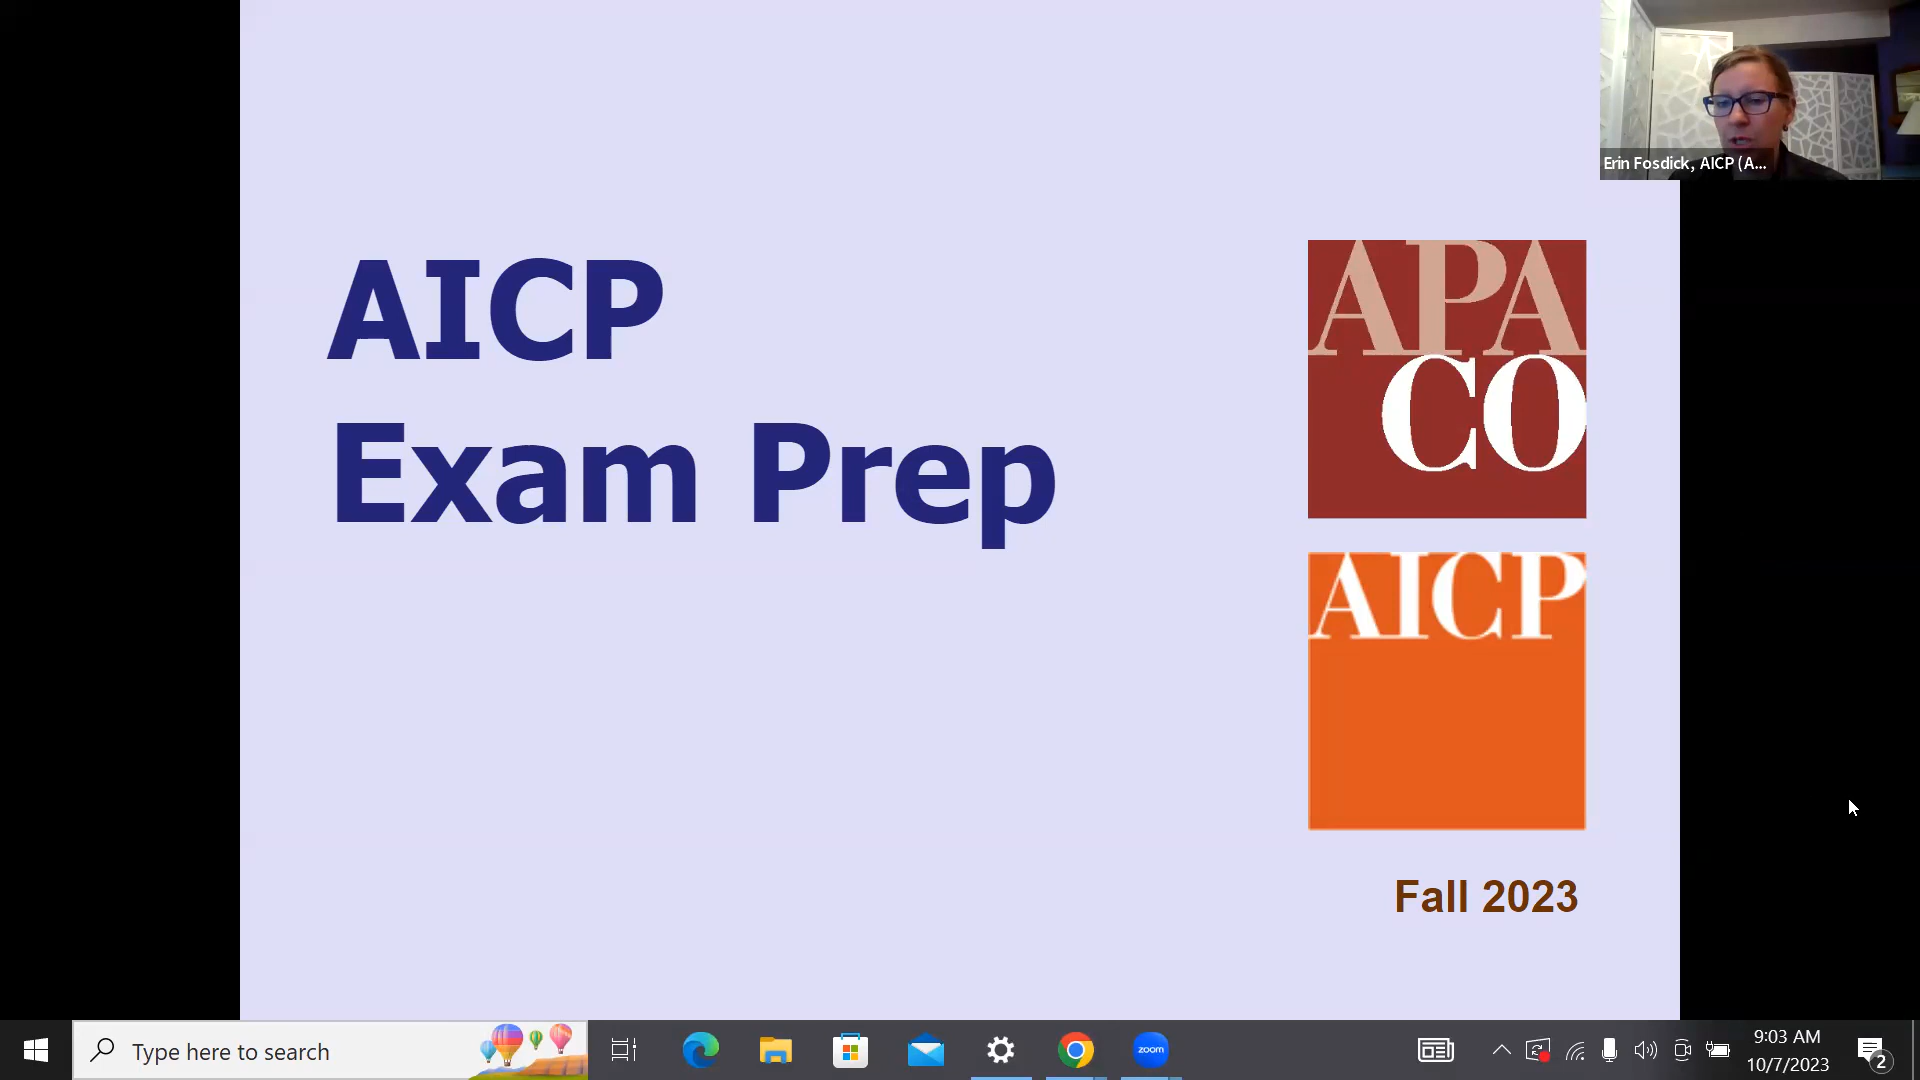 Erin Fosdick, AICP (A...
AICP
Exam Prep
APA
CO
AICP
Fall 2023
Type here to search
zoom
9:03 AM
10/7/2023
2